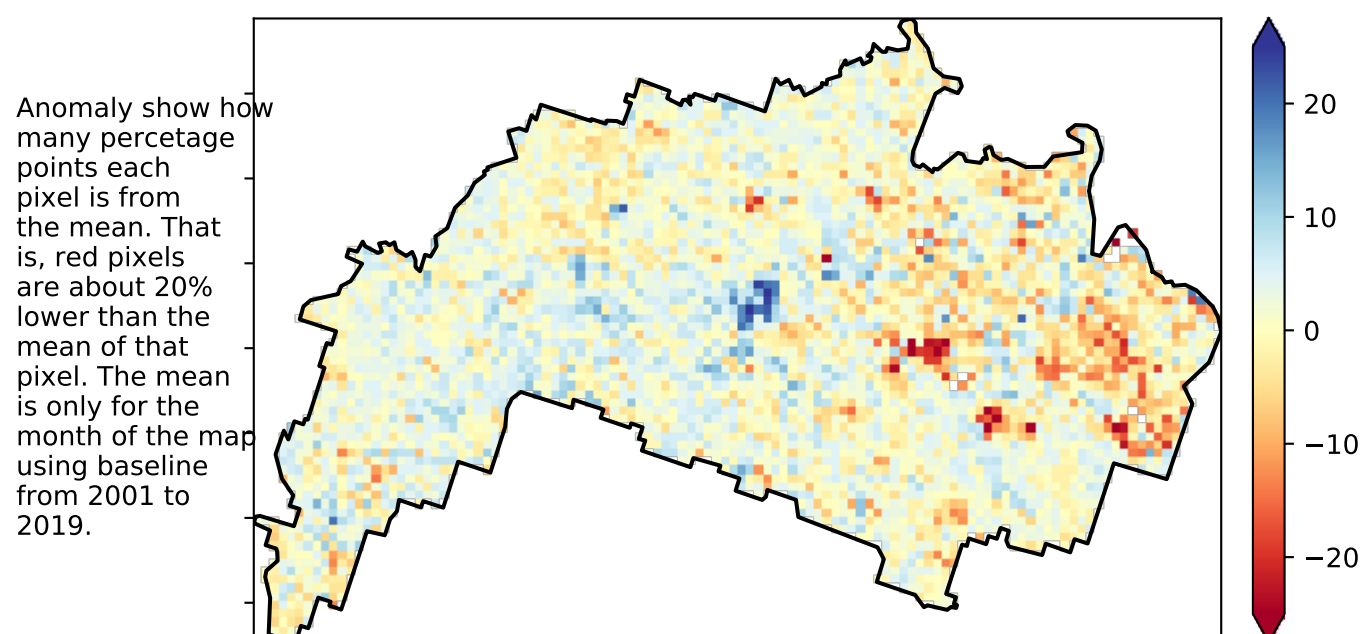 Anomaly show how
many percetage
points each
pixel is from
the mean. That
is, red pixels
are about 20%
lower than the
mean of that
pixel. The mean
is only for the
month of the map
using baseline
from 2001 to
2019.
20
10
0
−10
−20